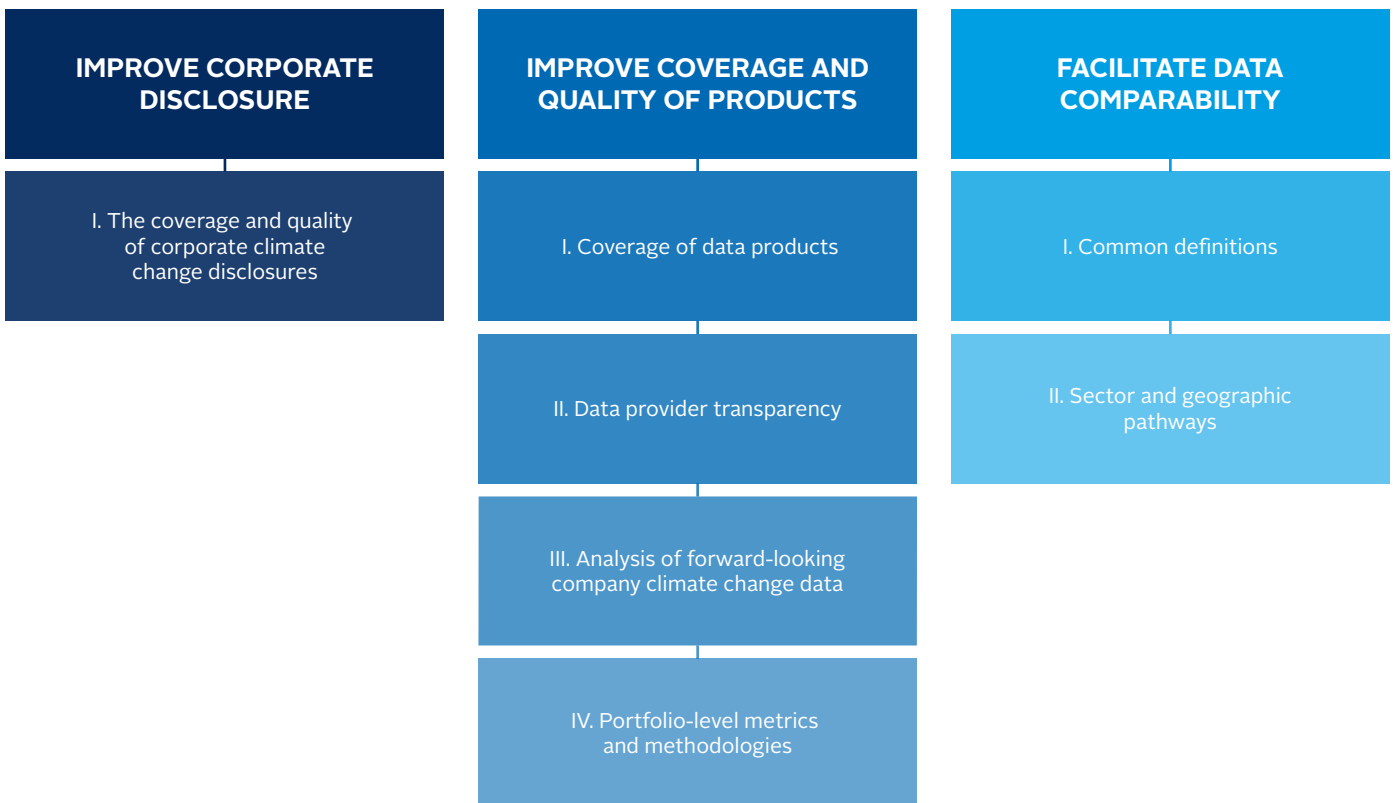 IMPROVE CORPORATE
DISCLOSURE
I. The coverage and quality
of corporate climate
change disclosures
IMPROVE COVERAGE AND
QUALITY OF PRODUCTS
I. Coverage of data products
II. Data provider transparency
III. Analysis of forward-looking
company climate change data
IV. Portfolio-level metrics
and methodologies
FACILITATE DATA
COMPARABILITY
I. Common definitions
II. Sector and geographic
pathways